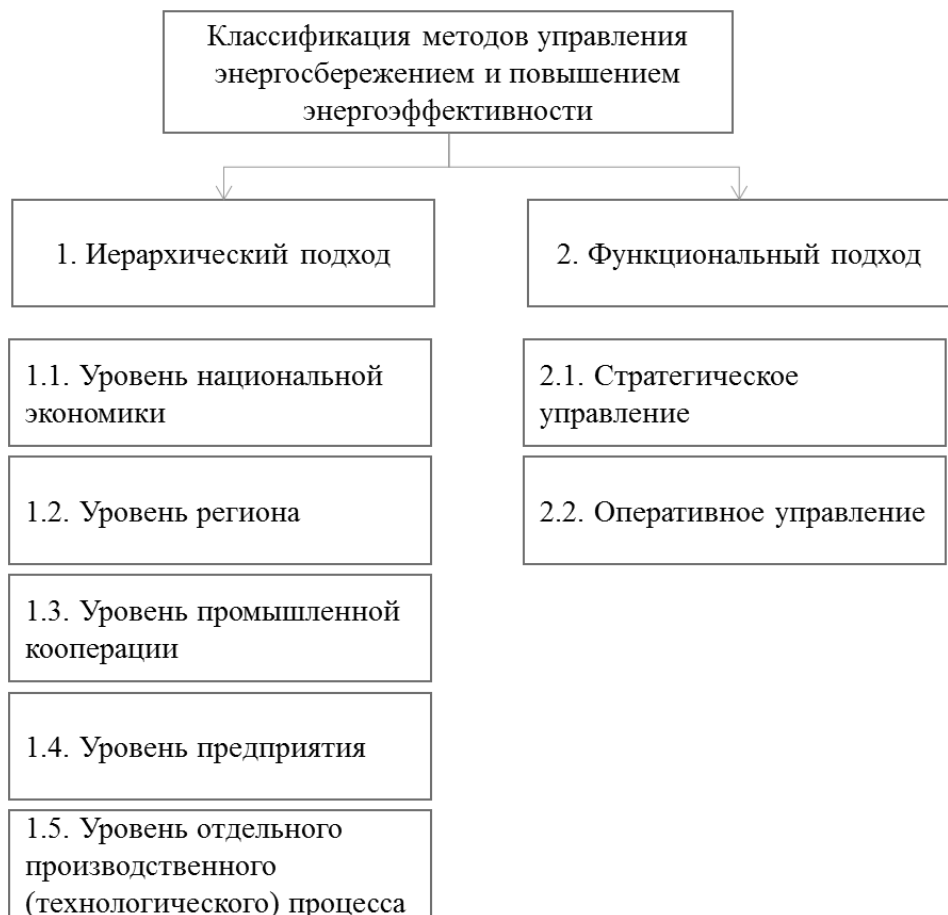 Классификация методов управления
энергосбережением и повышением
энергоэффективности
1. Иерархический подход
2. Функциональный подход
1.1. Уровень национальной
экономики
2.1. Стратегическое
управление
1.2. Уровень региона
2.2. Оперативное управление
1.3. Уровень промышленной
кооперации
1.4. Уровень предприятия
1.5. Уровень отдельного
производственного
(технологического) процесса